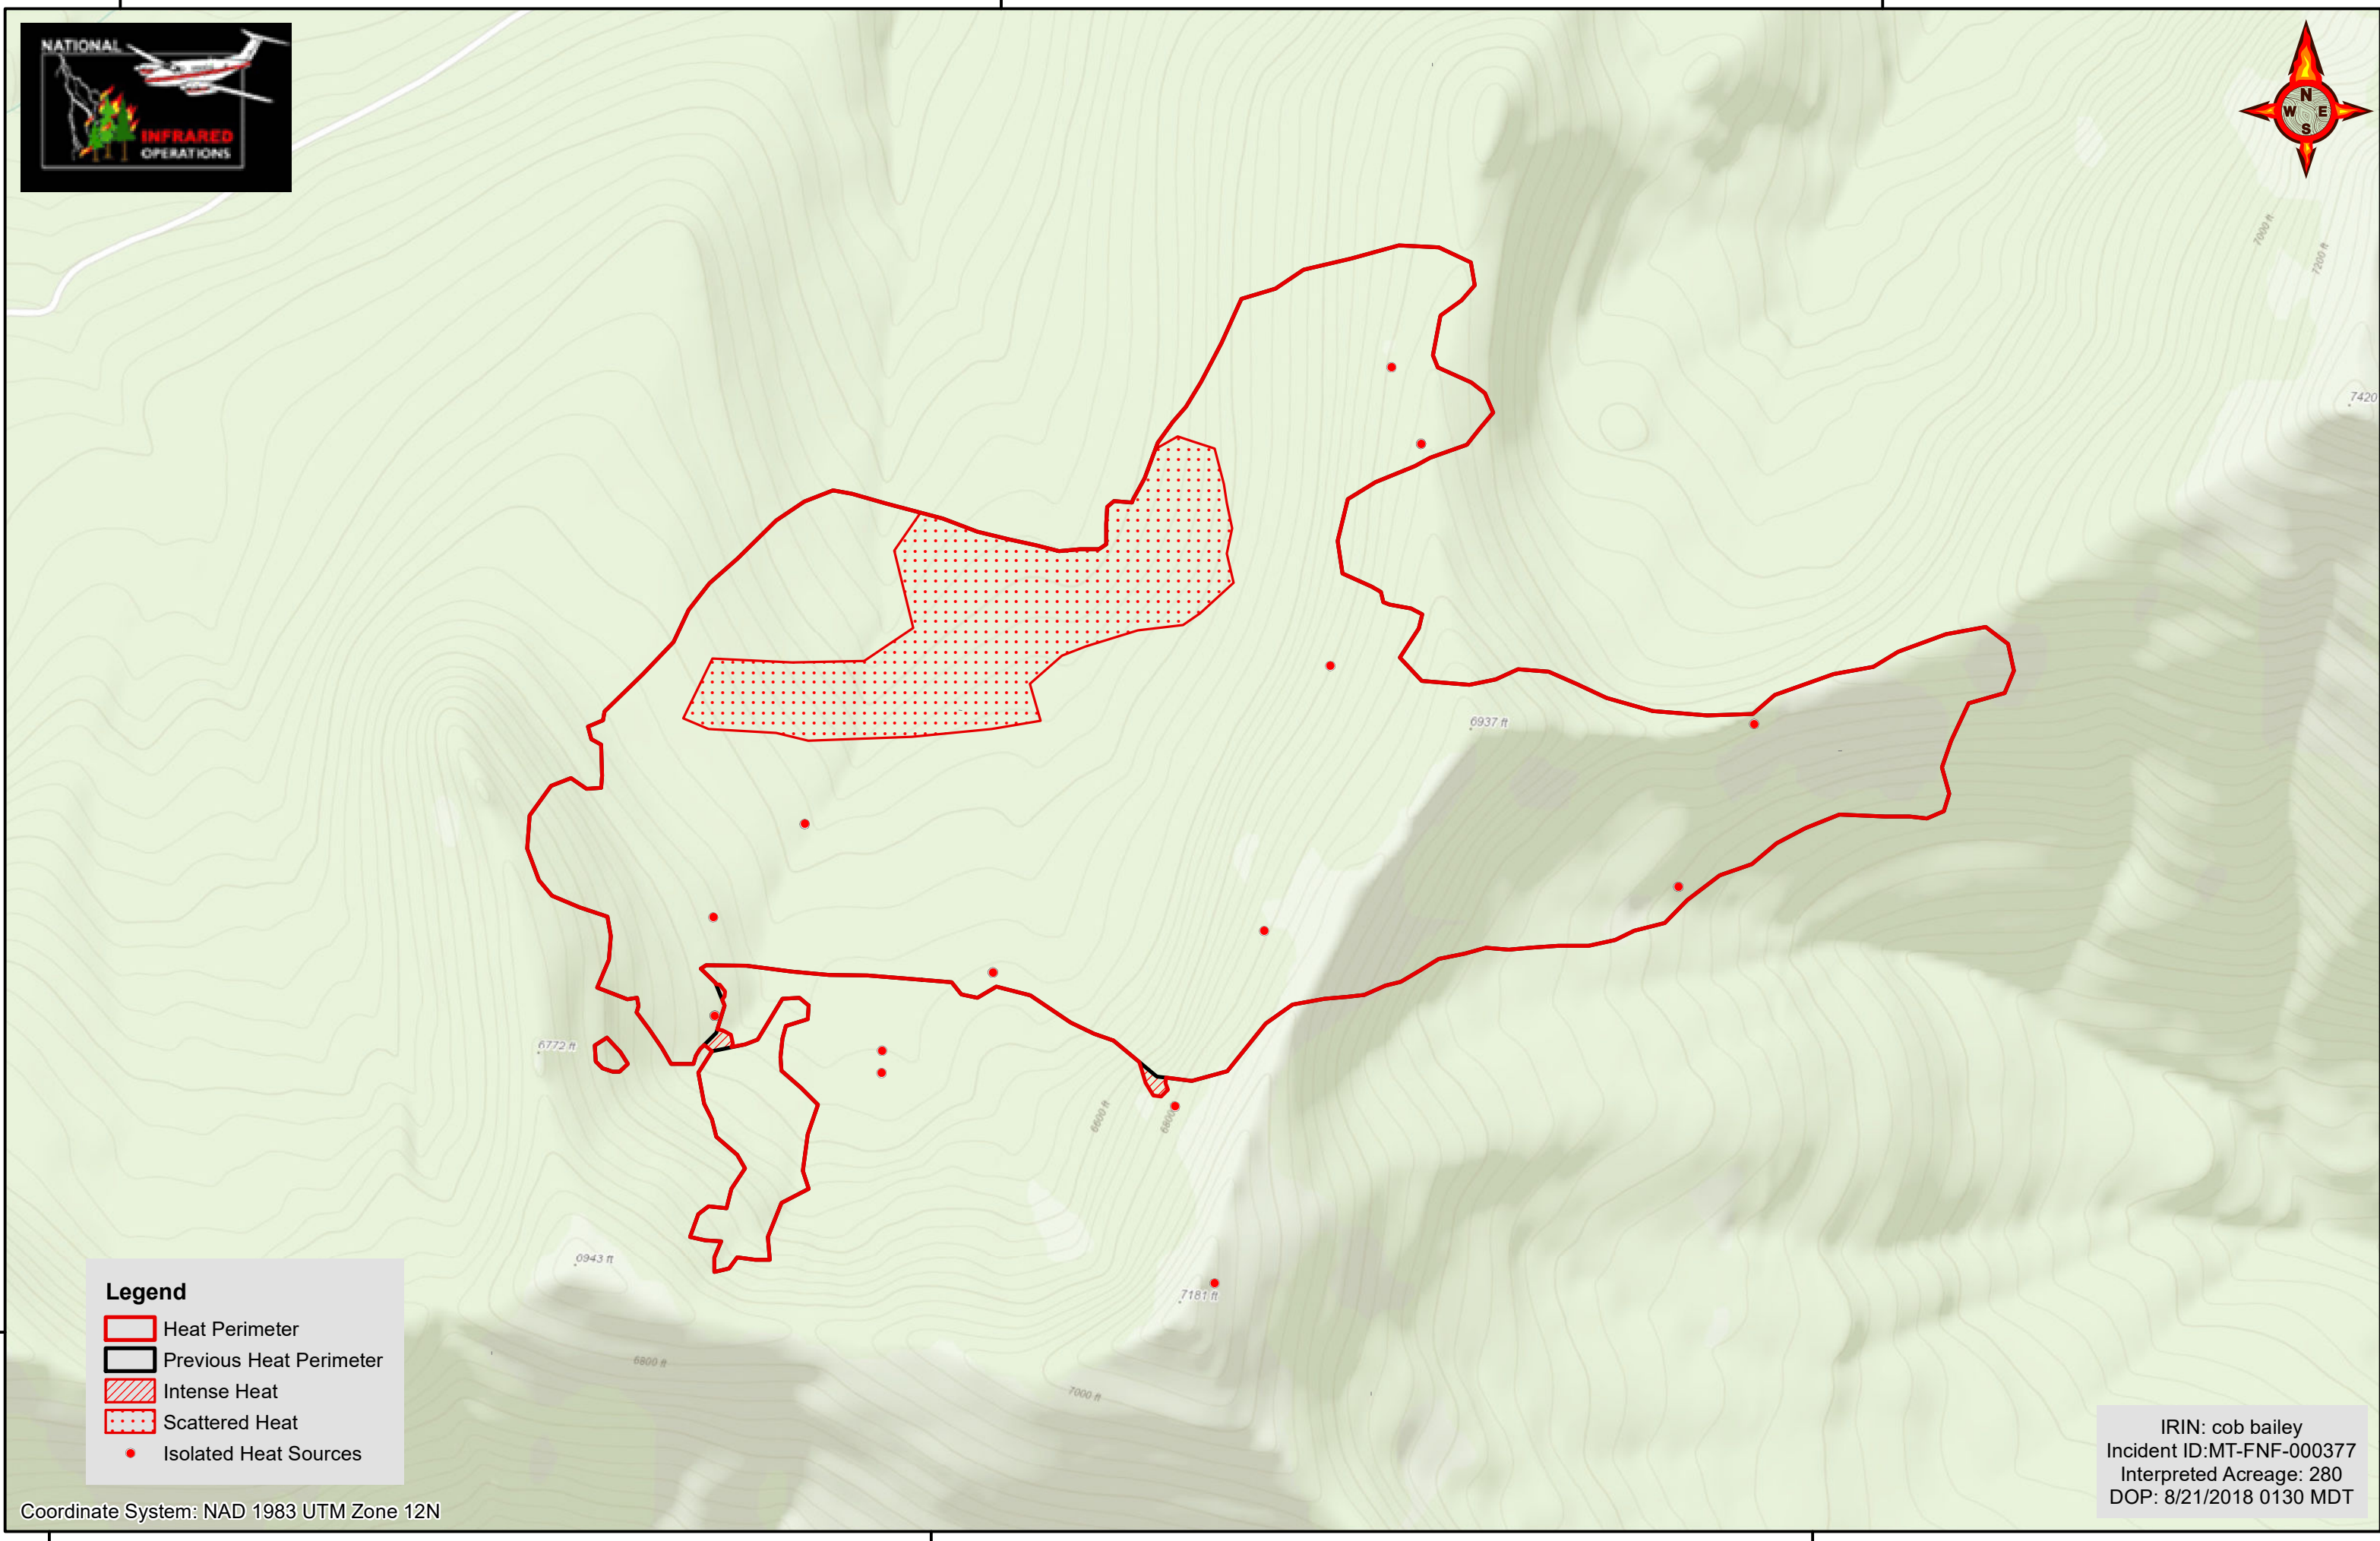 NATIONAL
INFRARED
OPERATIONS
N
W E
S
7000 ft
7200 ft
7420
6937 ft
6772 ft
6600 ft
6800
6943 ft
7181 ft
6800 ft
7000 ft
Legend
Heat Perimeter
Previous Heat Perimeter
Intense Heat
Scattered Heat
Isolated Heat Sources
Coordinate System: NAD 1983 UTM Zone 12N
IRIN: cob bailey
Incident ID:MT-FNF-000377
Interpreted Acreage: 280
DOP: 8/21/2018 0130 MDT